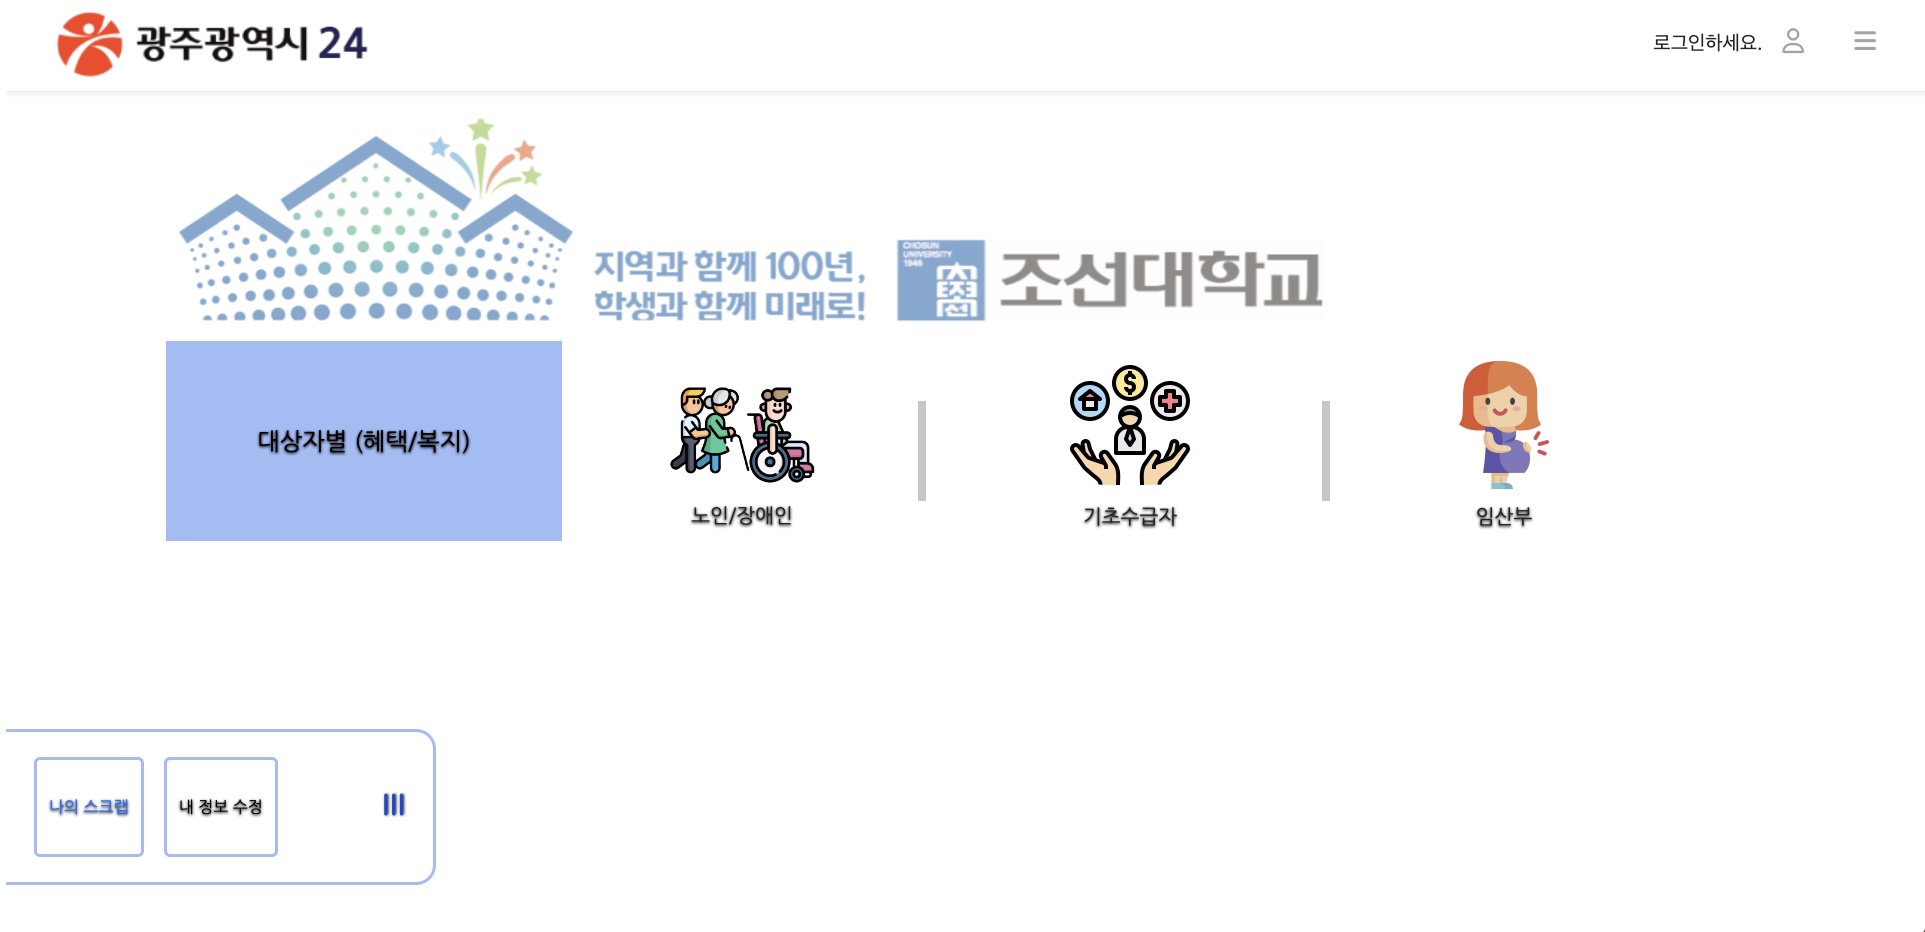 광주광역시 24
로그인하세요.
지역과 함께 100년,
학생과 함께 미래로!
CHOSUN
UNIVERSITY
1946
조선
조선대학교
대상자별 (혜택/복지)
노인/장애인
기초수급자
임산부
나의 스크랩
내 정보 수정